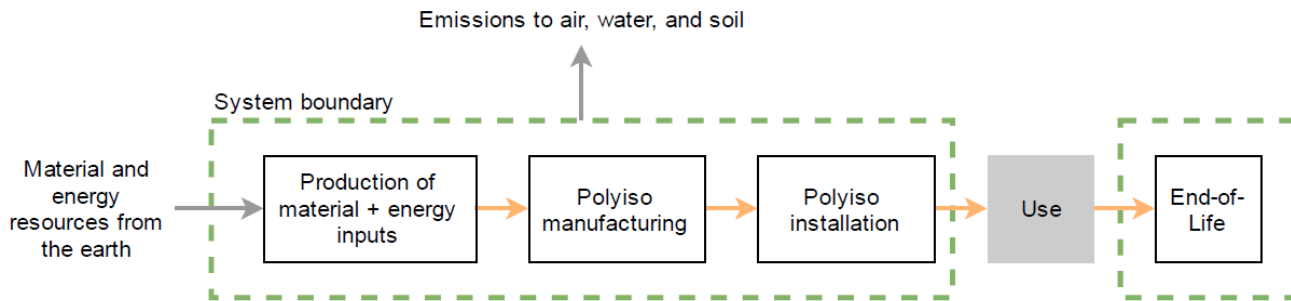 Emissions to air, water, and soil
System boundary
Material and
energy
resources from
the earth
Production of
material + energy
inputs
Polyiso
manufacturing
Polyiso
installation
Use
End-of-
Life